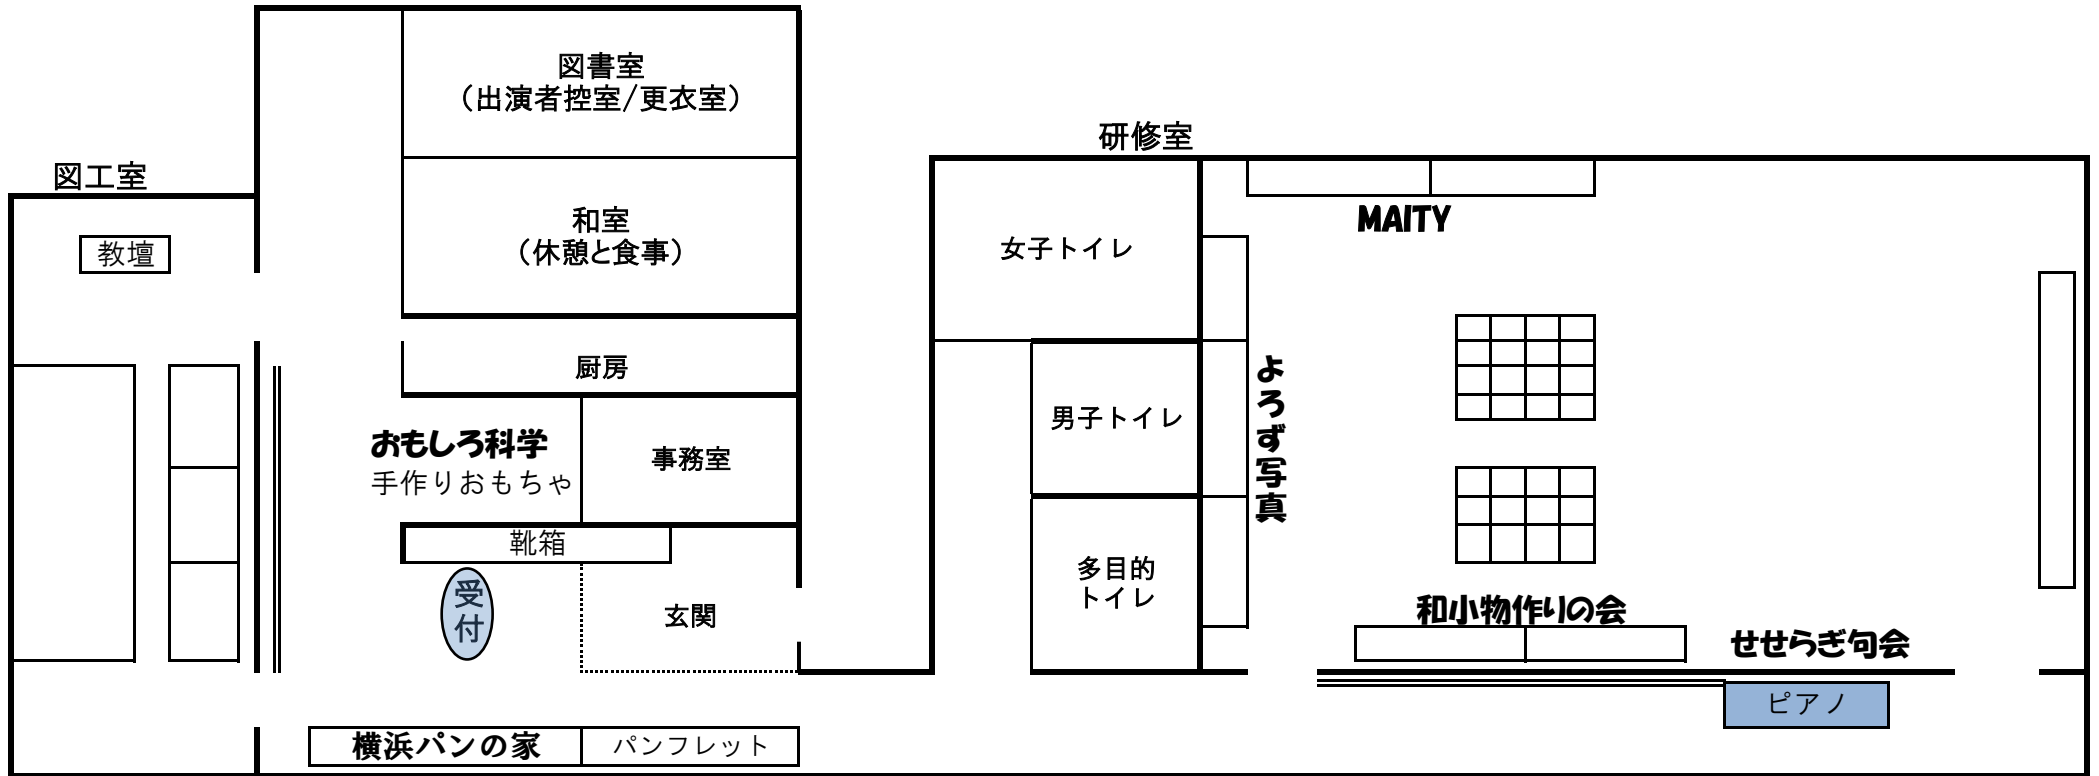 図書室
（出演者控室/更衣室）
研修室
図工室
和室
（休憩と食事）
MAITY
教壇
女子トイレ
厨房
よろず写真
男子トイレ
おもしろ科学
事務室
手作りおもちゃ
靴箱
受付
多目的
トイレ
玄関
和小物作りの会
せせらぎ句会
ピアノ
横浜パンの家
パンフレット